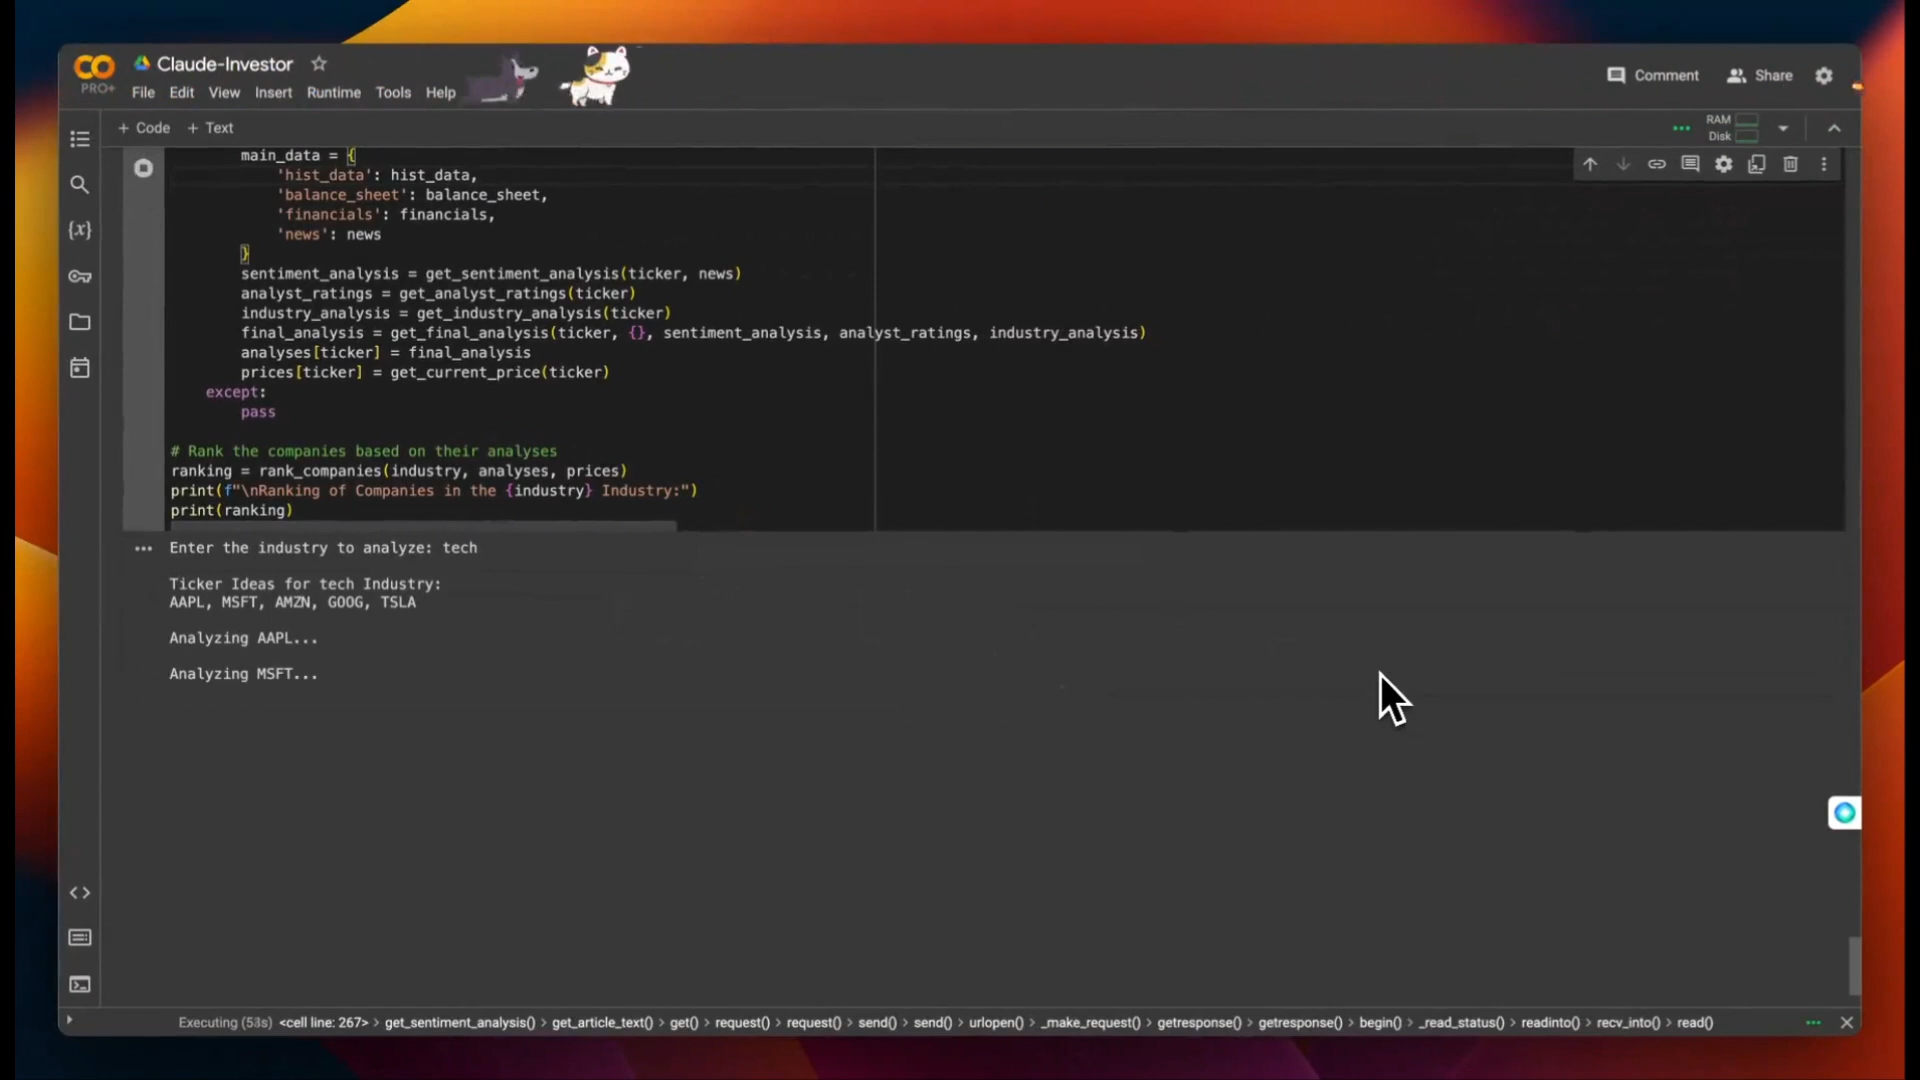 CO Claude-Investor
PRO+
File Edit View Insert Runtime Tools Help
Comment Share
+ Code + Text
RAM
Disk
main_data = {
'hist_data': hist_data,
'balance_sheet': balance_sheet,
'financials': financials,
'news': news
}
sentiment_analysis = get_sentiment_analysis(ticker, news)
analyst_ratings = get_analyst_ratings(ticker)
industry_analysis = get_industry_analysis(ticker)
final_analysis = get_final_analysis(ticker, {}, sentiment_analysis, analyst_ratings, industry_analysis)
analyses[ticker] = final_analysis
prices[ticker] = get_current_price(ticker)
except:
pass
# Rank the companies based on their analyses
ranking = rank_companies(industry, analyses, prices)
print(f"\nRanking of Companies in the {industry} Industry:")
print(ranking)
Enter the industry to analyze: tech
Ticker Ideas for tech Industry:
AAPL, MSFT, AMZN, GOOG, TSLA
Analyzing AAPL...
Analyzing MSFT...
Executing (53s) <cell line: 267> > get_sentiment_analysis() > get_article_text() > get() > request() > request() > send() > send() > urlopen() > _make_request() > getresponse() > getresponse() > begin() > _read_status() > readinto() > recv_into() > read()